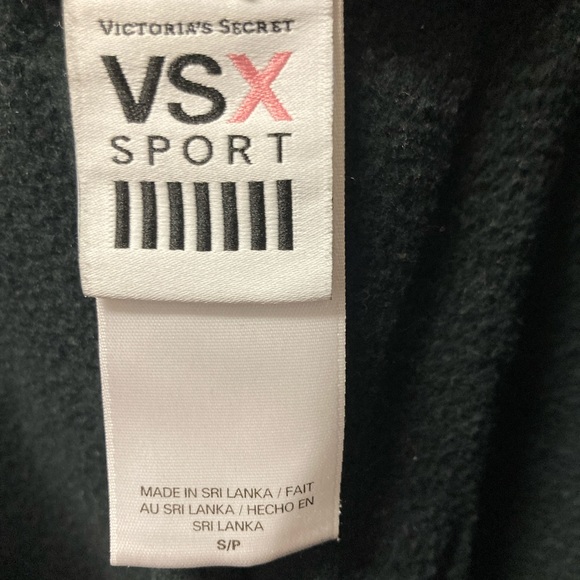 VICTORIA'S SECRET
VSX
SPORT
MADE IN SRI LANKA / FAIT
AU SRI LANKA / HECHO EN
SRI LANKA
S/P